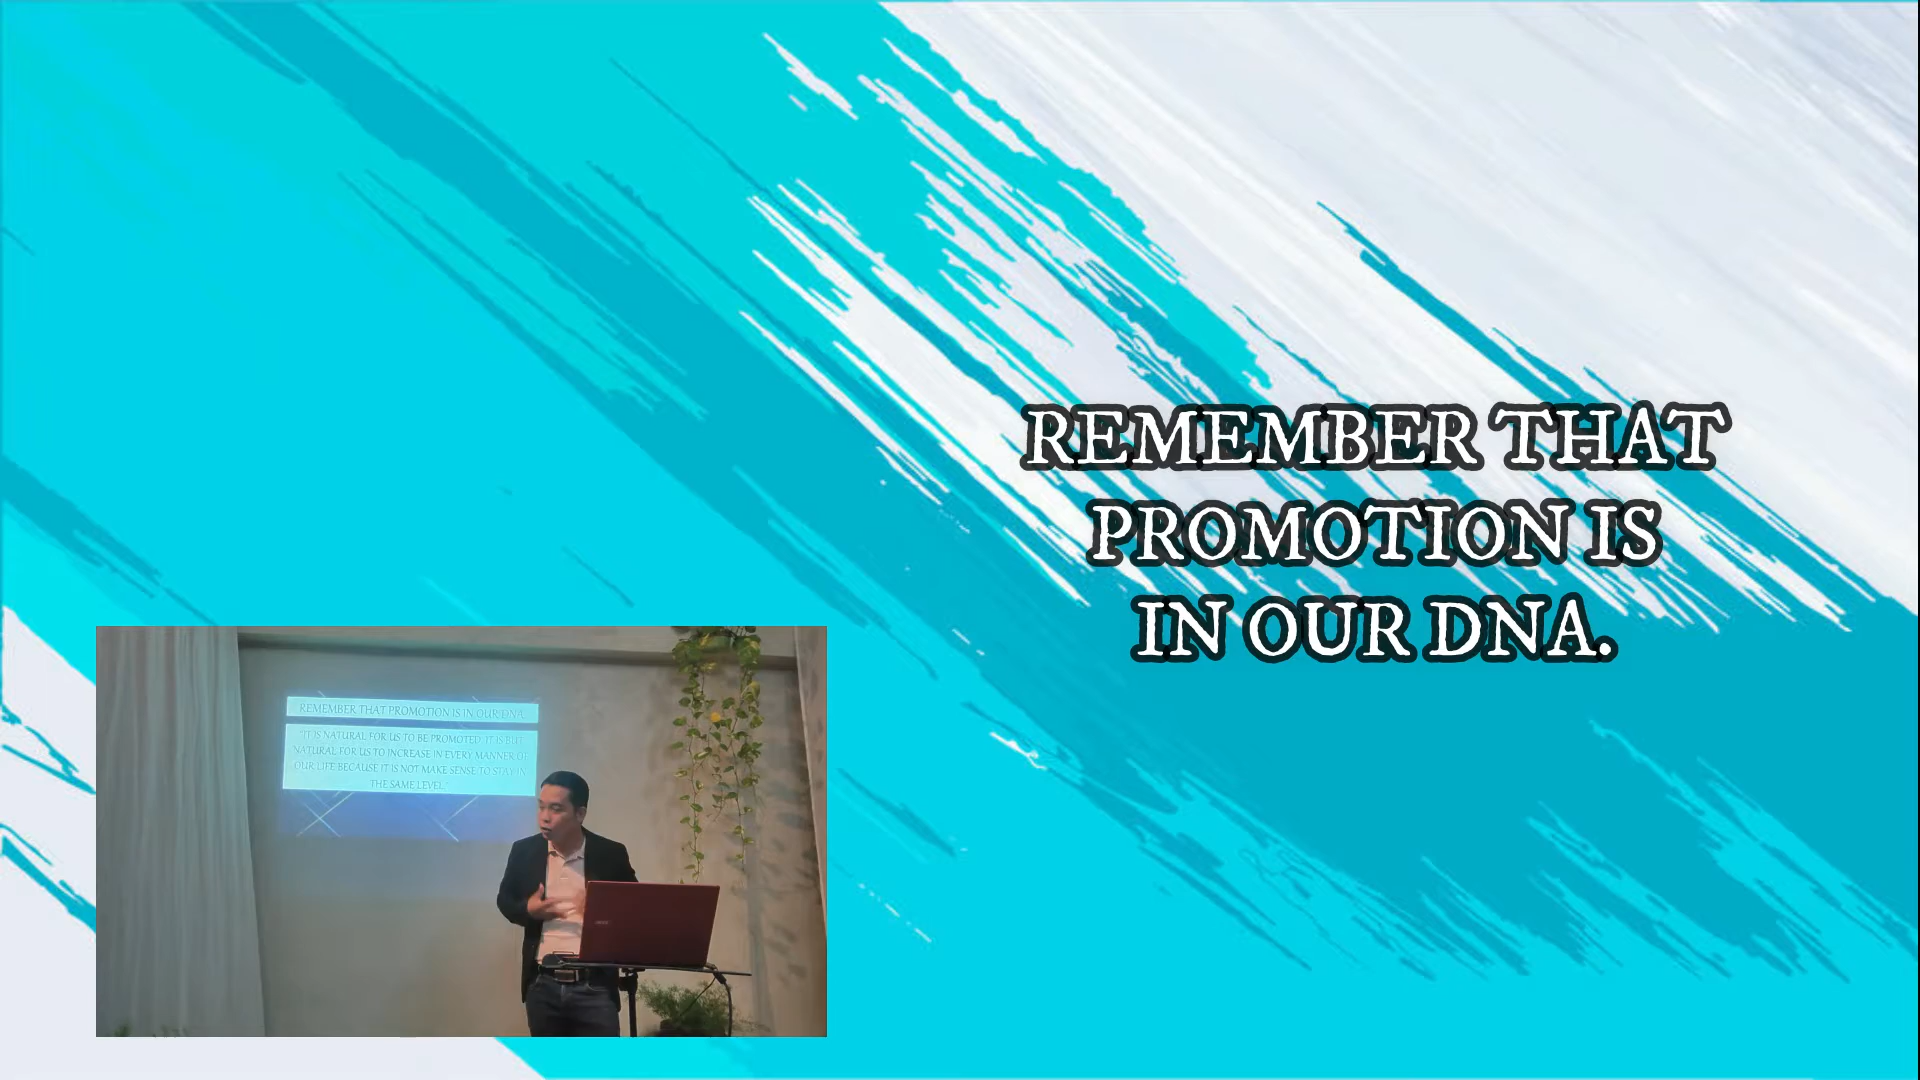 REMEMBER THAT
PROMOTION IS
IN OUR DNA.
REMEMBER THAT PROMOTION IS IN OUR DNA.
"IT IS NATURAL FOR US TO BE PROMOTED. IT IS BUT
NATURAL FOR US TO INCREASE IN EVERY MANNER OF
OUR LIFE BECAUSE IT IS NOT MAKE SENSE TO STAY IN
THE SAME LEVEL."
acer